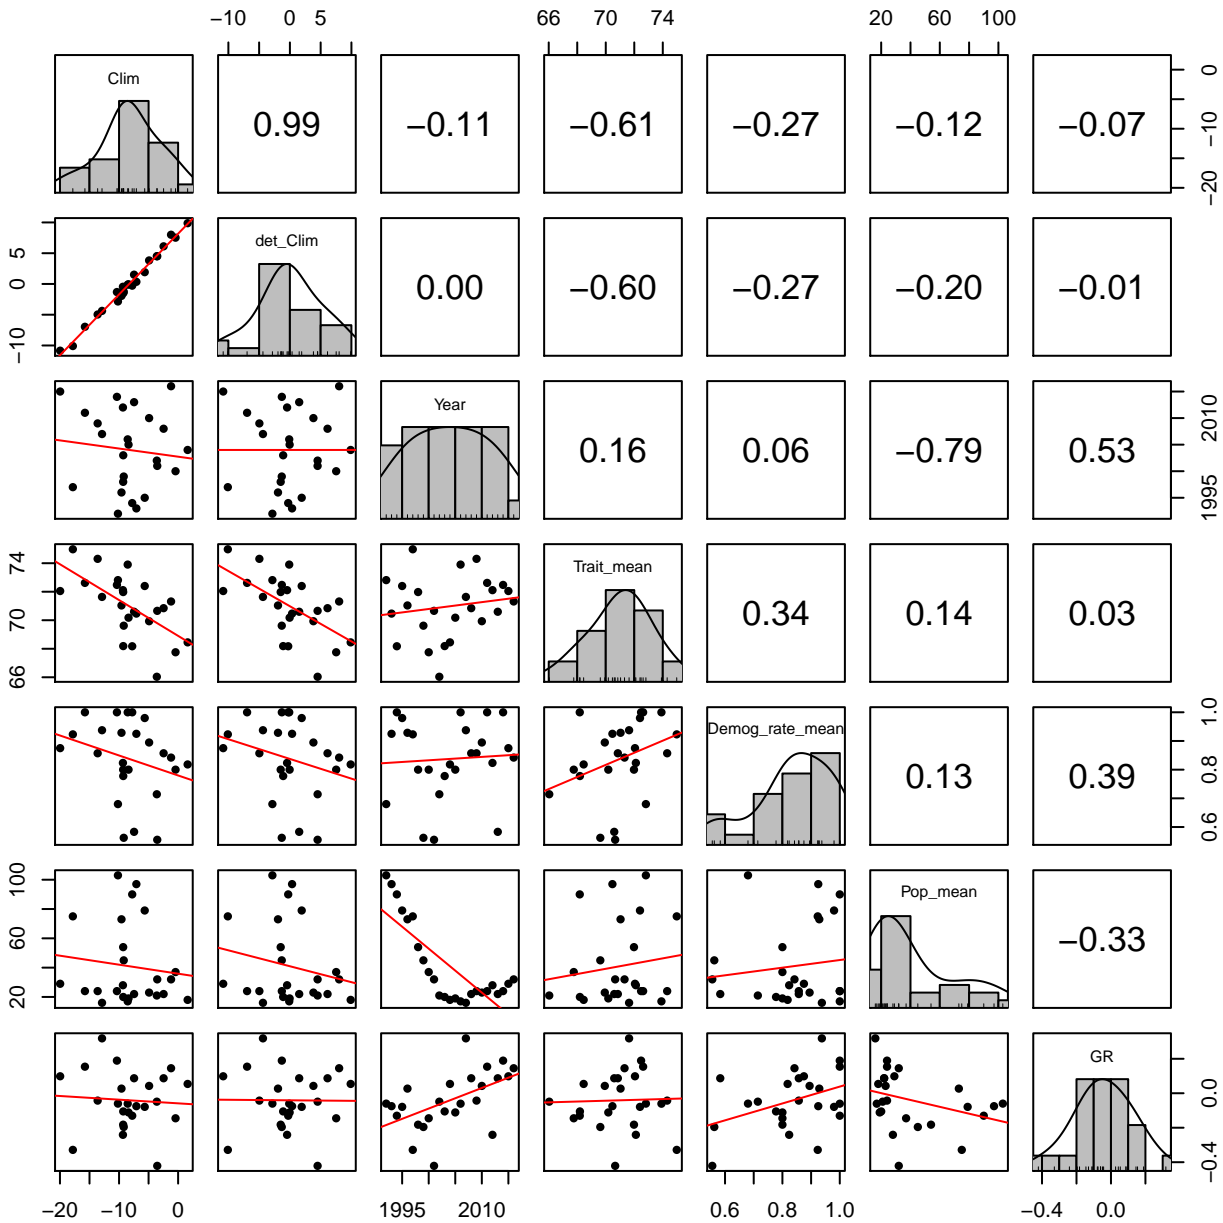 −10 0 5 66 70 74 20 60 100
Clim 0.99 −0.11 −0.61 −0.27 −0.12 −0.07 0 −10 −20
5 0 −10 det_Clim 0.00 −0.60 −0.27 −0.20 −0.01
Year 0.16 0.06 −0.79 0.53 2010 1995
74 70 66 Trait_mean 0.34 0.14 0.03
Demog_rate_mean 0.13 0.39 1.0 0.8 0.6
100 60 20 Pop_mean −0.33
GR 0.0 −0.4
−20 −10 0 1995 2010 0.6 0.8 1.0 −0.4 0.0